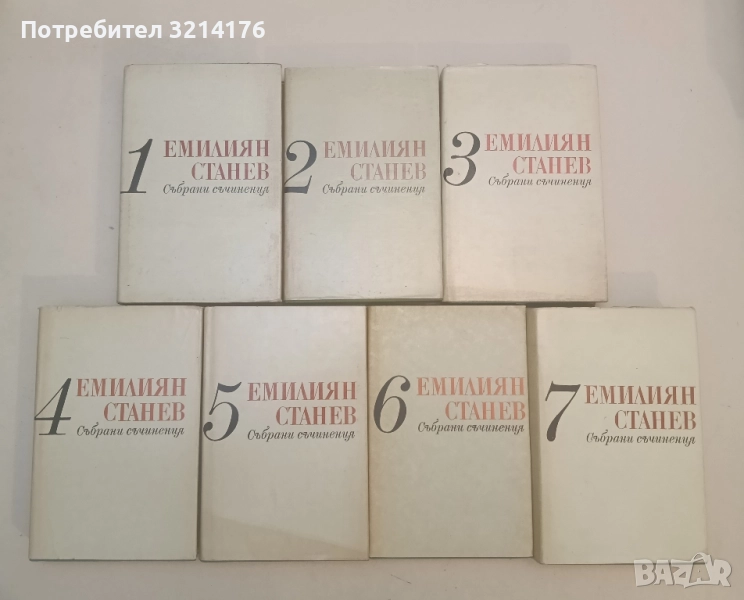 Потребител 3214176
1 ЕМИЛИЯН
СТАНЕВ
Събрани съчинения
2 ЕМИЛИЯН
СТАНЕВ
Събрани съчинения
3 ЕМИЛИЯН
СТАНЕВ
Събрани съчинения
4 ЕМИЛИЯН
СТАНЕВ
Събрани съчинения
5 ЕМИЛИЯН
СТАНЕВ
Събрани съчинения
6 ЕМИЛИЯН
СТАНЕВ
Събрани съчинения
7 ЕМИЛИЯН
СТАНЕВ
Събрани съчинения
BAZAR